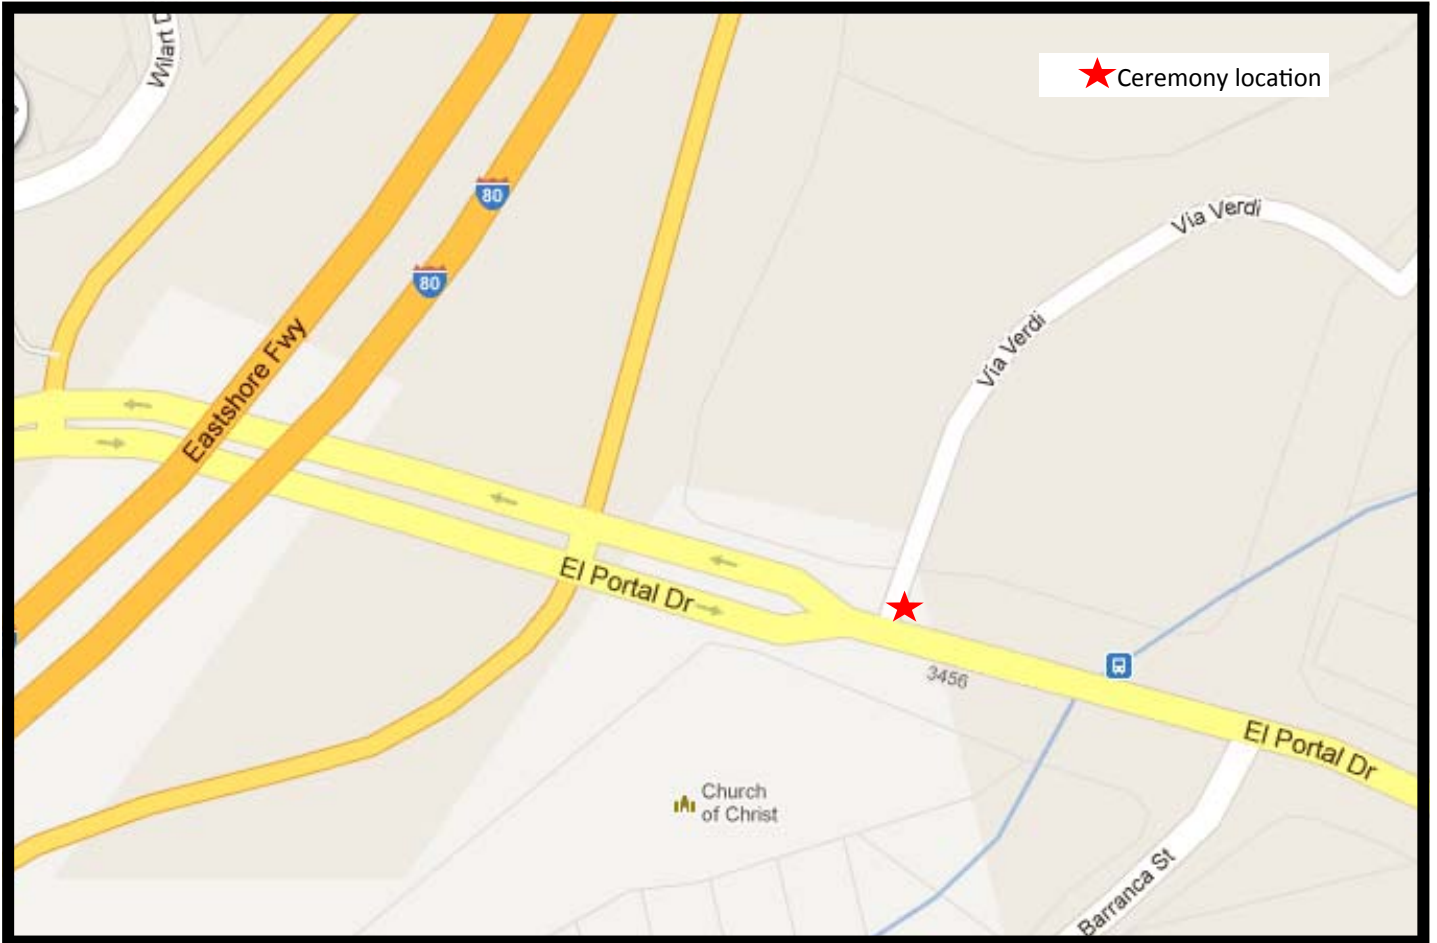 Wilart D
Ceremony location
80
Via Verdi
80
Via Verdi
Eastshore Fwy
El Portal Dr
3456
El Portal Dr
Church
of Christ
Barranca St